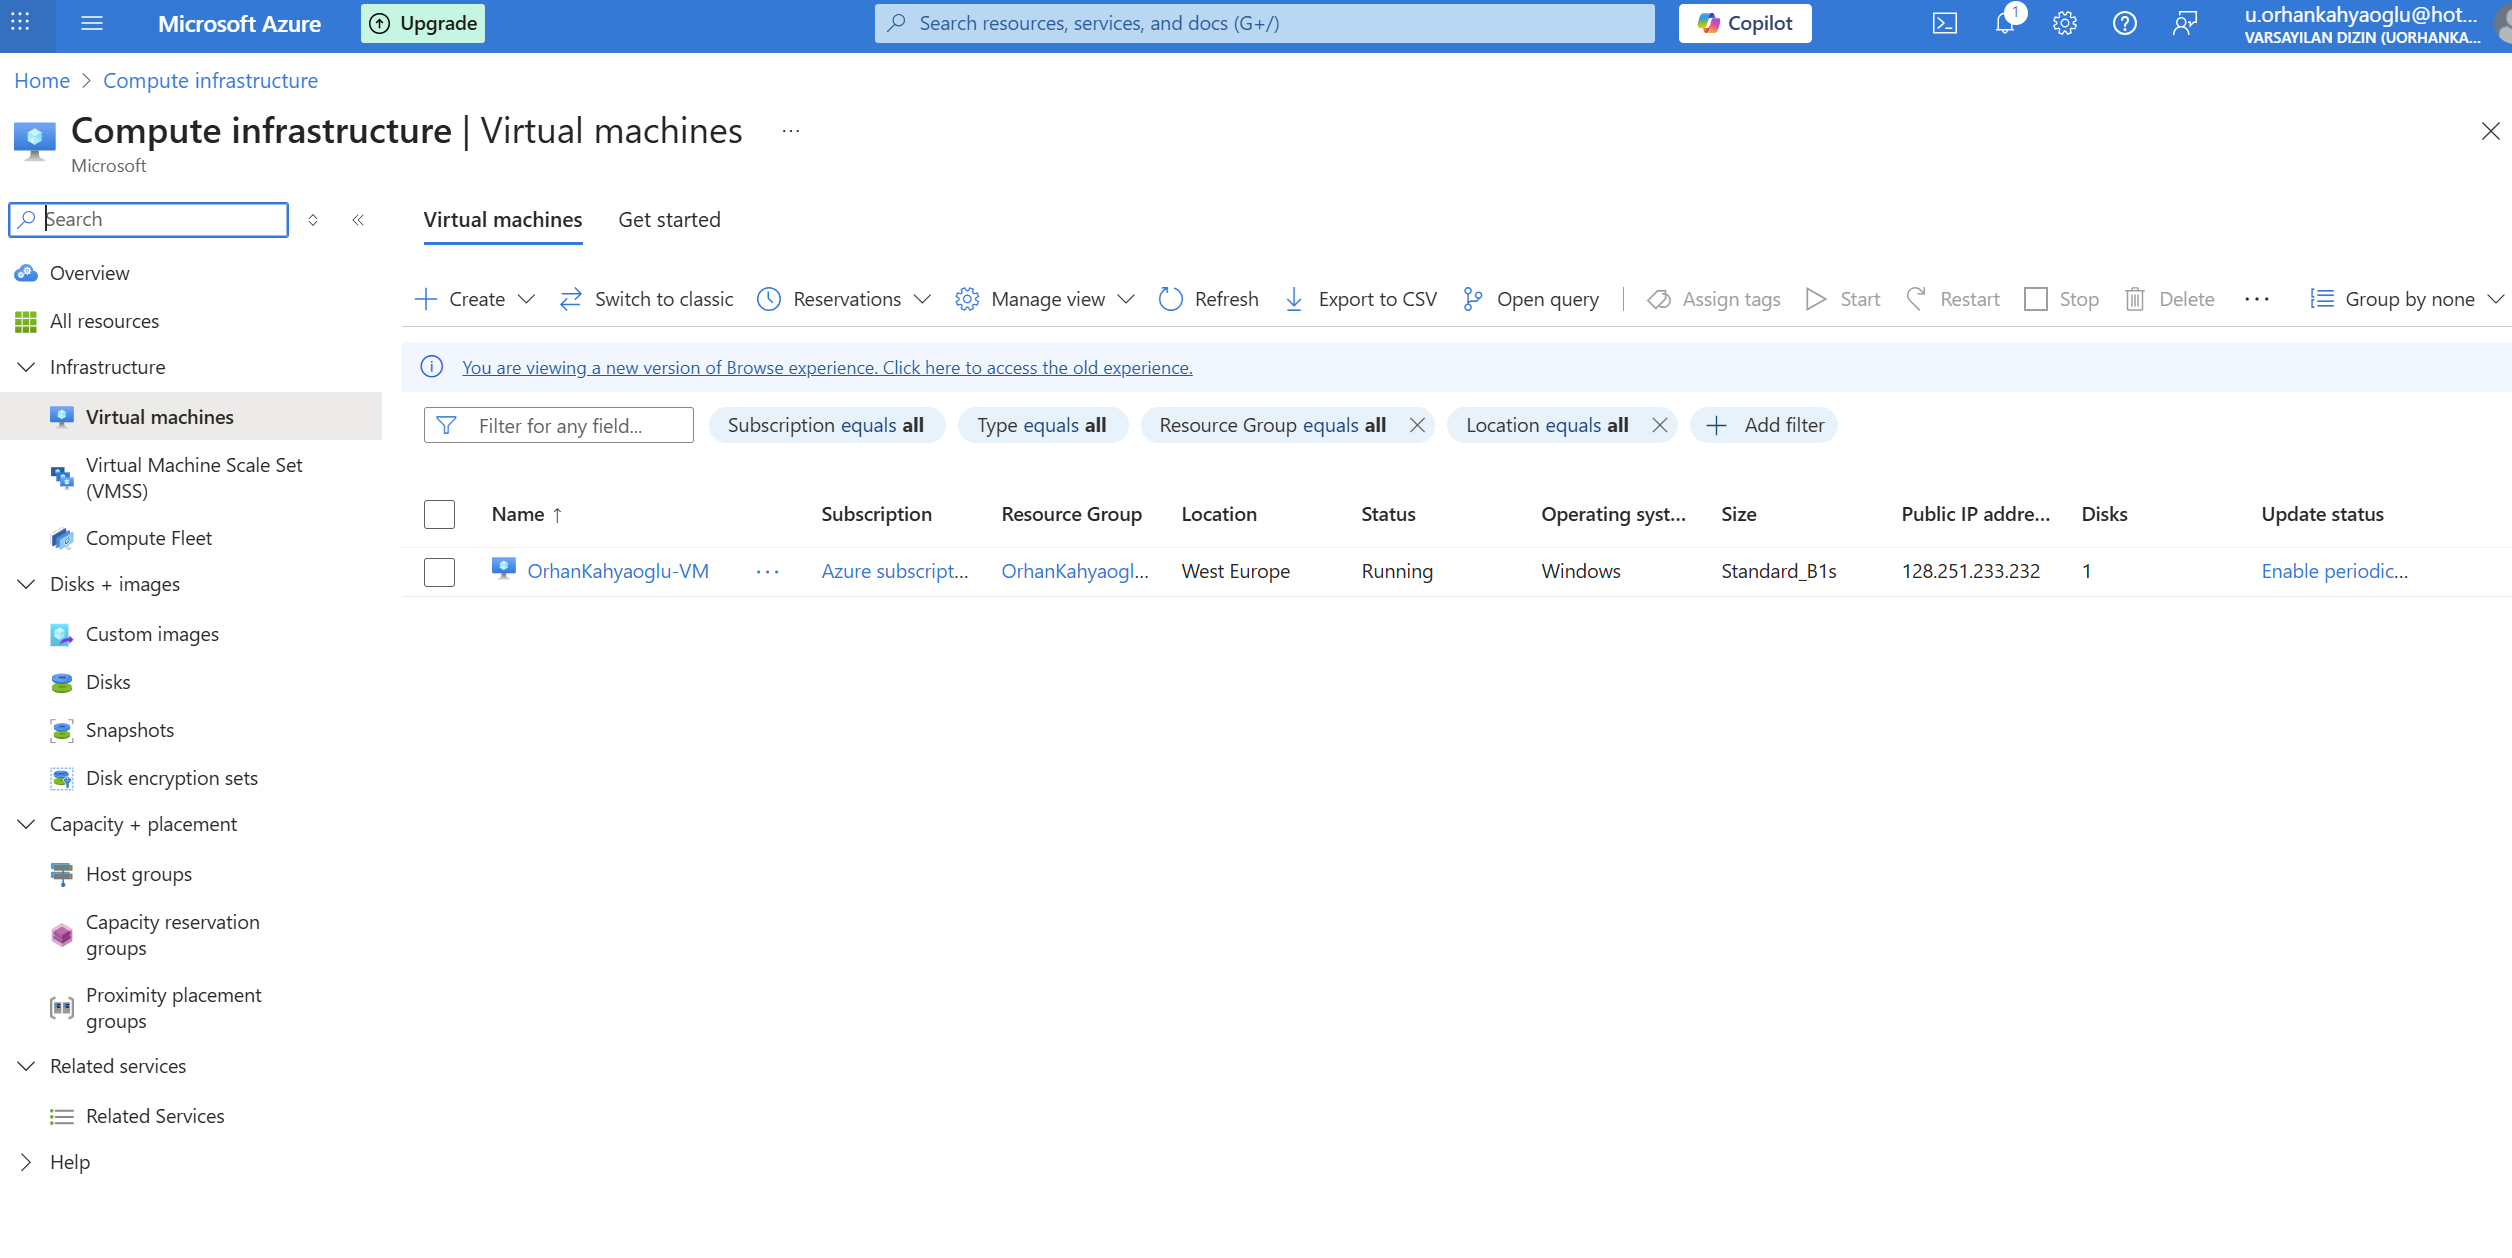 Microsoft Azure
Upgrade
Search resources, services, and docs (G+/)
Copilot
1
u.orhankahyaoglu@hot...
VARSAYILAN DIZIN (UORHANKA...
Home > Compute infrastructure
Compute infrastructure | Virtual machines ...
Microsoft
Search
Overview
All resources
Infrastructure
Virtual machines
Virtual Machine Scale Set
(VMSS)
Compute Fleet
Disks + images
Custom images
Disks
Snapshots
Disk encryption sets
Capacity + placement
Host groups
Capacity reservation
groups
Proximity placement
groups
Related services
Related Services
Help
Virtual machines Get started
Create Switch to classic Reservations Manage view Refresh Export to CSV Open query Assign tags Start Restart Stop Delete ... Group by none
You are viewing a new version of Browse experience. Click here to access the old experience.
Filter for any field... Subscription equals all Type equals all Resource Group equals all Location equals all Add filter
Name ↑ Subscription Resource Group Location Status Operating syst... Size Public IP addre... Disks Update status
OrhanKahyaoglu-VM ... Azure subscript... OrhanKahyaogl... West Europe Running Windows Standard_B1s 128.251.233.232 1 Enable periodic...